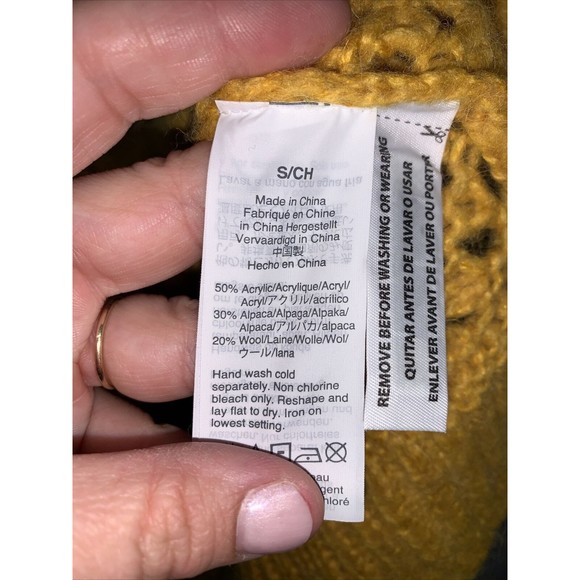 S/CH
Made in China
Fabriqué en Chine
in China Hergestellt
Vervaardigd in China
中国製
Hecho en China
50% Acrylic/Acrylique/Acryl/
Acryl/アクリル/acrílico
30% Alpaca/Alpaga/Alpaka/
Alpaca/アルパカ/alpaca
20% Wool/Laine/Wolle/Wol/
ウール/lana
Hand wash cold
separately. Non chlorine
bleach only. Reshape and
lay flat to dry. Iron on
lowest setting.
REMOVE BEFORE WASHING OR WEARING
QUITAR ANTES DE LAVAR O USAR
ENLEVER AVANT DE LAVER OU PORTER